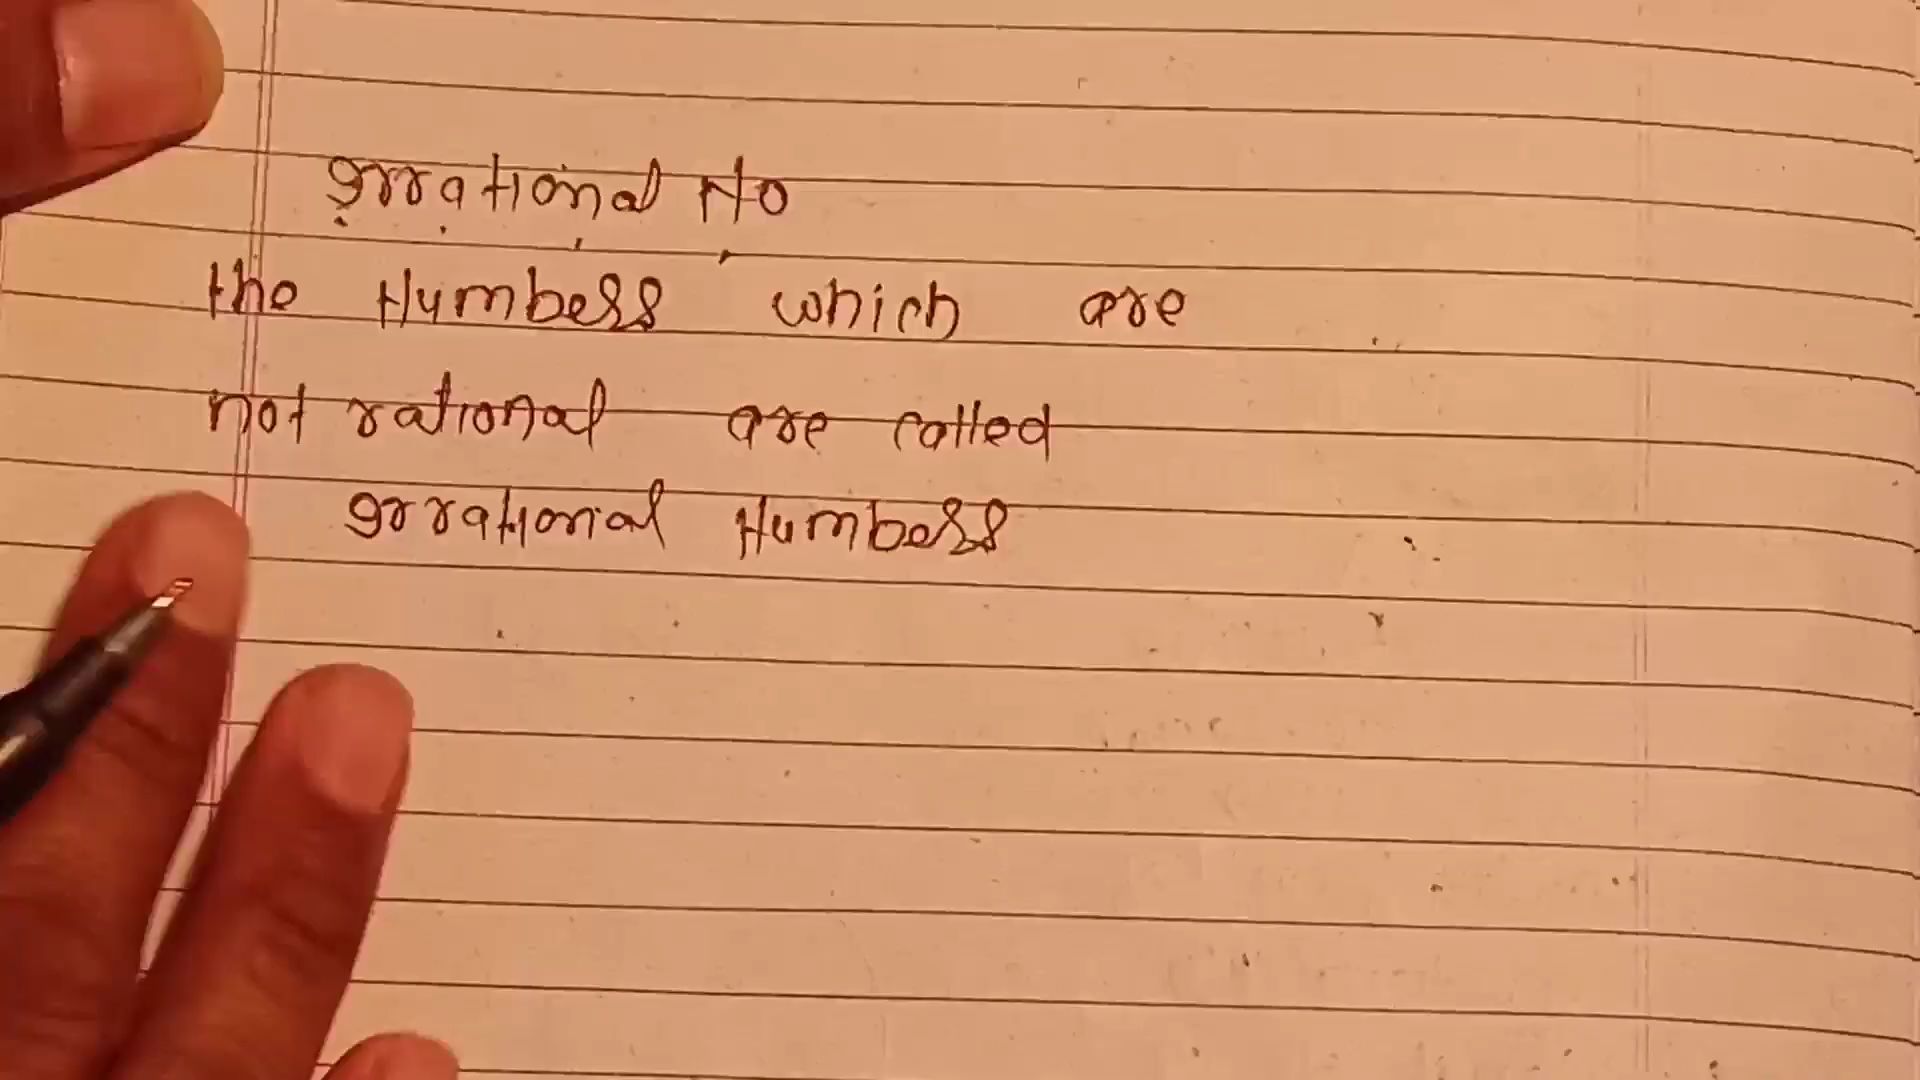 Irrational No
the Numbers which are
not rational are called
Irrational Numbers